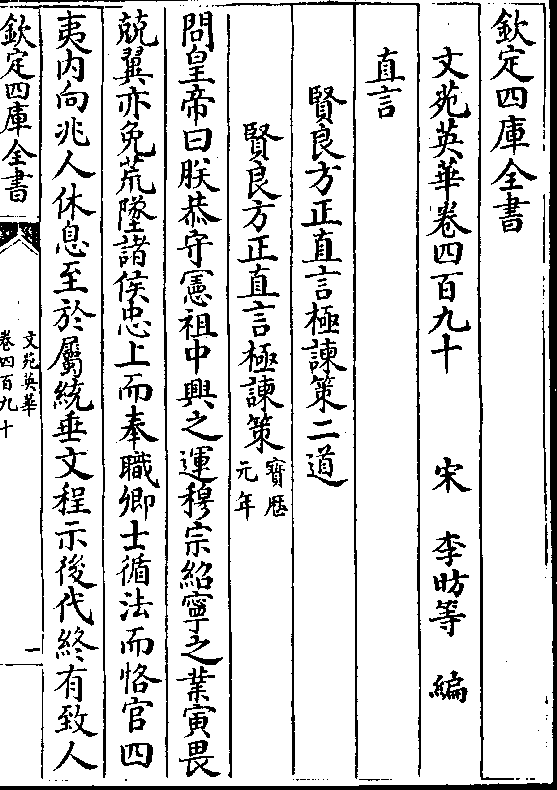 欽定四庫全書
文苑英華卷四百九十　宋　李昉等　編
直言
賢良方正直言極諫策二道
賢良方正直言極諫策寶歴元年
問皇帝曰朕恭守憲祖中興之運穆宗紹寧之業寅畏
兢翼亦免荒墜諸侯忠上而奉職卿士循法而恪官四
夷内向兆人休息至於屬統垂文程示後代終有致人
欽定四庫全書
文苑英華
卷四百九十
一